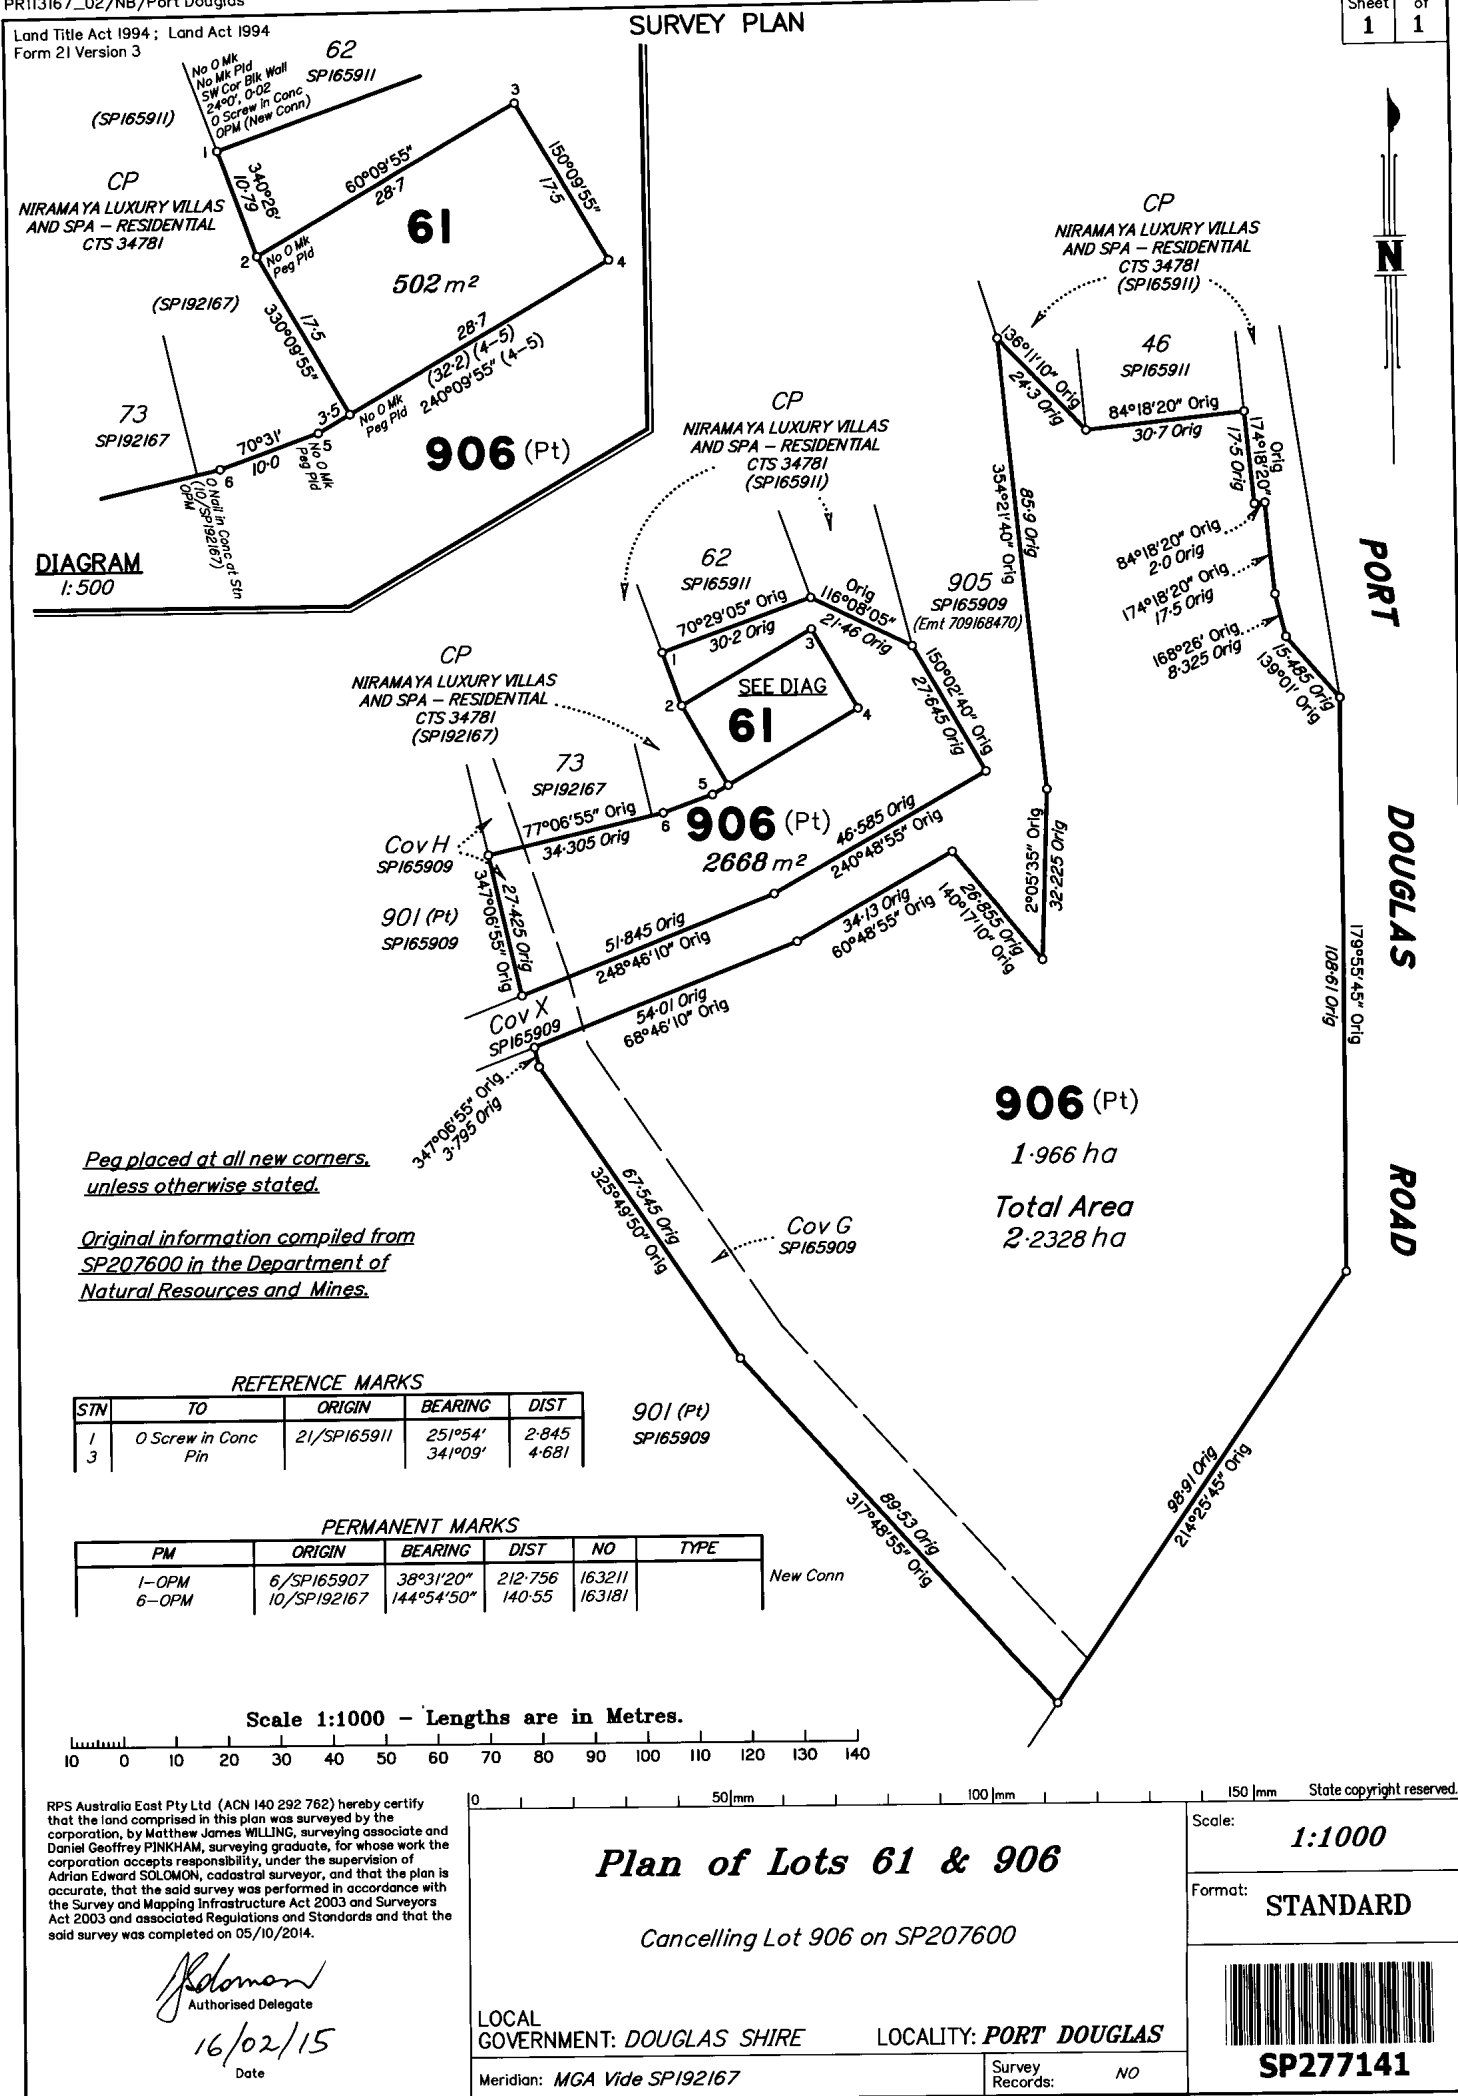 PR113167_02/NB/Port Douglas
Land Title Act 1994 ; Land Act 1994
Form 21 Version 3
SURVEY PLAN
Sheet of
1 1
No O Mk
No Mk Pld
SW Cor Blk Wall
24°0', 0·02
O Screw in Conc
OPM (New Conn)
62
SP165911
(SP165911)
1
3
340°26'
10·79
60°09'55"
28·7
150°09'55"
17·5
CP
NIRAMAYA LUXURY VILLAS
AND SPA – RESIDENTIAL
CTS 34781
61
502 m²
2
No O Mk
Peg Pld
4
(SP192167)
17·5
330°09'55"
28·7
(32·2) (4–5)
240°09'55" (4–5)
73
SP192167
3·5
No O Mk
Peg Pld
70°31'
10·0
5
No O Mk
Peg Pld
6
O Nail in Conc at Stn
(10/SP192167)
OPM
906 (Pt)
DIAGRAM
1:500
CP
NIRAMAYA LUXURY VILLAS
AND SPA – RESIDENTIAL
CTS 34781
(SP165911)
N
136°11'10" Orig
24·3 Orig
46
SP165911
84°18'20" Orig
30·7 Orig
174°18'20" Orig
17·5 Orig
84°18'20" Orig
2·0 Orig
174°18'20" Orig
17·5 Orig
168°26' Orig
8·325 Orig
15·485 Orig
139°01' Orig
85·9 Orig
354°21'40" Orig
PORT
DOUGLAS
ROAD
CP
NIRAMAYA LUXURY VILLAS
AND SPA – RESIDENTIAL
CTS 34781
(SP165911)
62
SP165911
70°29'05" Orig
30·2 Orig
Orig
116°08'05"
21·46 Orig
905
SP165909
(Emt 709168470)
1
3
SEE DIAG
61
2
4
150°02'40" Orig
27·645 Orig
CP
NIRAMAYA LUXURY VILLAS
AND SPA – RESIDENTIAL
CTS 34781
(SP192167)
73
SP192167
5
6
77°06'55" Orig
34·305 Orig
906 (Pt)
2668 m²
46·585 Orig
240°48'55" Orig
Cov H
SP165909
27·425 Orig
347°06'55" Orig
901 (Pt)
SP165909
51·845 Orig
248°46'10" Orig
34·13 Orig
60°48'55" Orig
26·855 Orig
140°17'10" Orig
2°05'35" Orig
32·225 Orig
Cov X
SP165909
54·01 Orig
68°46'10" Orig
179°55'45" Orig
108·61 Orig
347°06'55" Orig
3·795 Orig
906 (Pt)
1·966 ha
Total Area
2·2328 ha
Peg placed at all new corners,
unless otherwise stated.
Original information compiled from
SP207600 in the Department of
Natural Resources and Mines.
67·545 Orig
325°49'50" Orig
Cov G
SP165909
REFERENCE MARKS
STN TO ORIGIN BEARING DIST
1 O Screw in Conc 21/SP165911 251°54' 2·845
3 Pin 341°09' 4·681
901 (Pt)
SP165909
89·53 Orig
317°48'55" Orig
98·91 Orig
214°25'45" Orig
PERMANENT MARKS
PM ORIGIN BEARING DIST NO TYPE
1–OPM 6/SP165907 38°31'20" 212·756 163211 New Conn
6–OPM 10/SP192167 144°54'50" 140·55 163181
Scale 1:1000 – Lengths are in Metres.
10 0 10 20 30 40 50 60 70 80 90 100 110 120 130 140
0 50 mm 100 mm 150 mm State copyright reserved.
RPS Australia East Pty Ltd (ACN 140 292 762) hereby certify
that the land comprised in this plan was surveyed by the
corporation, by Matthew James WILLING, surveying associate and
Daniel Geoffrey PINKHAM, surveying graduate, for whose work the
corporation accepts responsibility, under the supervision of
Adrian Edward SOLOMON, cadastral surveyor, and that the plan is
accurate, that the said survey was performed in accordance with
the Survey and Mapping Infrastructure Act 2003 and Surveyors
Act 2003 and associated Regulations and Standards and that the
said survey was completed on 05/10/2014.
Solomon
Authorised Delegate
16/02/15
Date
Plan of Lots 61 & 906
Cancelling Lot 906 on SP207600
LOCAL
GOVERNMENT: DOUGLAS SHIRE LOCALITY: PORT DOUGLAS
Meridian: MGA Vide SP192167 Survey
Records: NO
Scale:
1:1000
Format:
STANDARD
SP277141